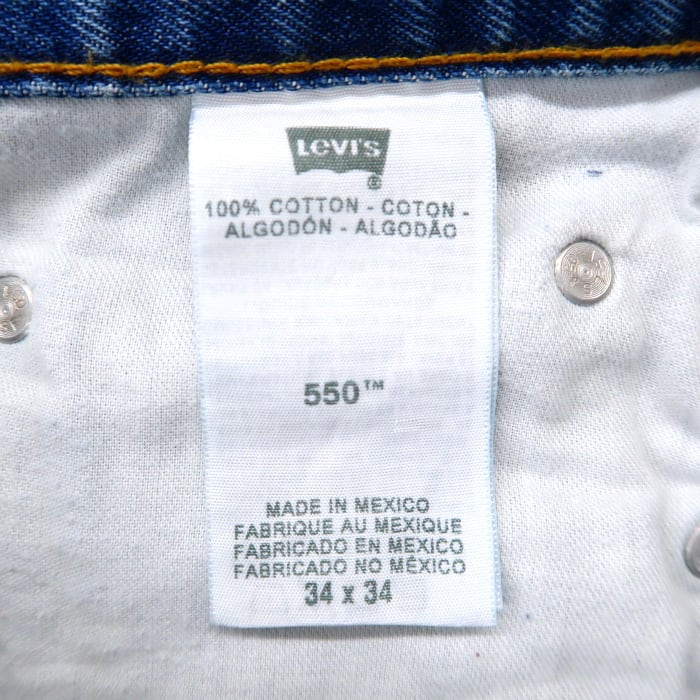 LEVI'S
®
100% COTTON - COTON -
ALGODÓN - ALGODÃO
550™
MADE IN MEXICO
FABRIQUE AU MEXIQUE
FABRICADO EN MEXICO
FABRICADO NO MÉXICO
34 x 34